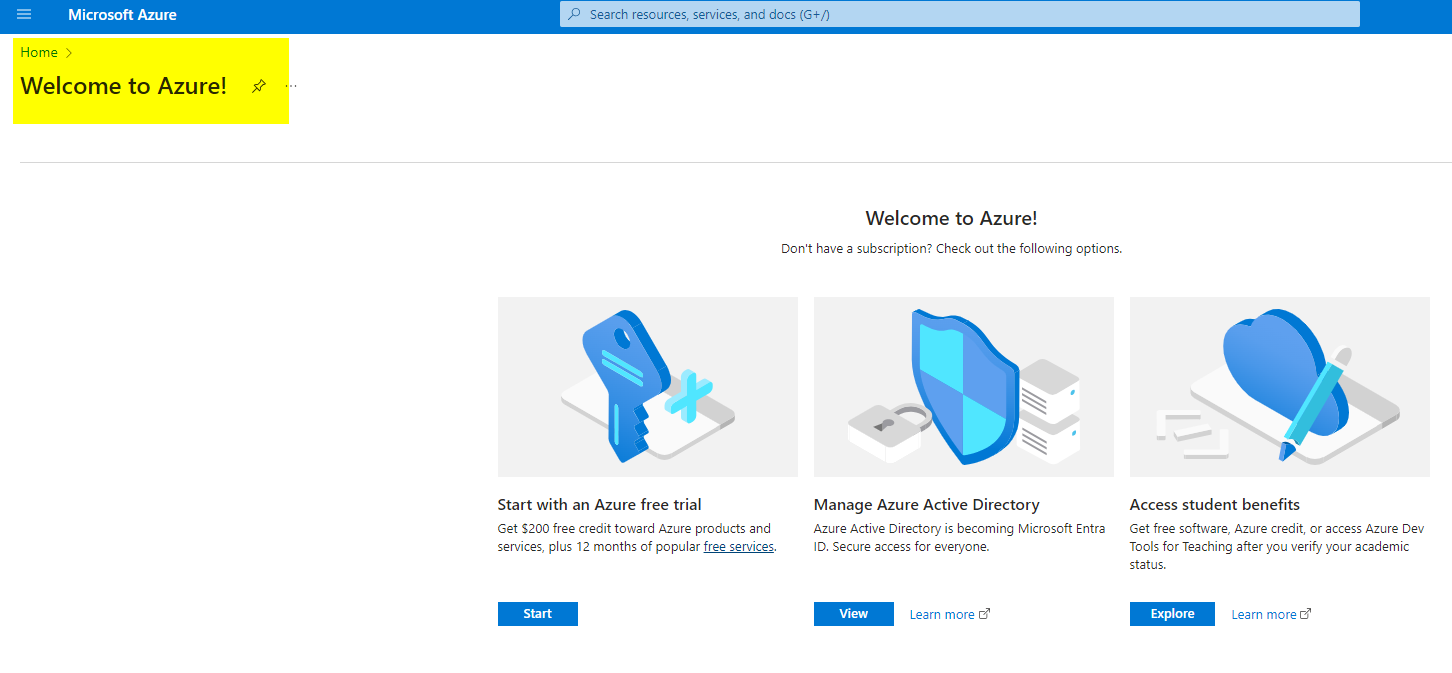 Microsoft Azure
Search resources, services, and docs (G+/)
Home >
Welcome to Azure!
...
Welcome to Azure!
Don't have a subscription? Check out the following options.
Start with an Azure free trial
Get $200 free credit toward Azure products and
services, plus 12 months of popular free services.
Start
Manage Azure Active Directory
Azure Active Directory is becoming Microsoft Entra
ID. Secure access for everyone.
View
Learn more
Access student benefits
Get free software, Azure credit, or access Azure Dev
Tools for Teaching after you verify your academic
status.
Explore
Learn more